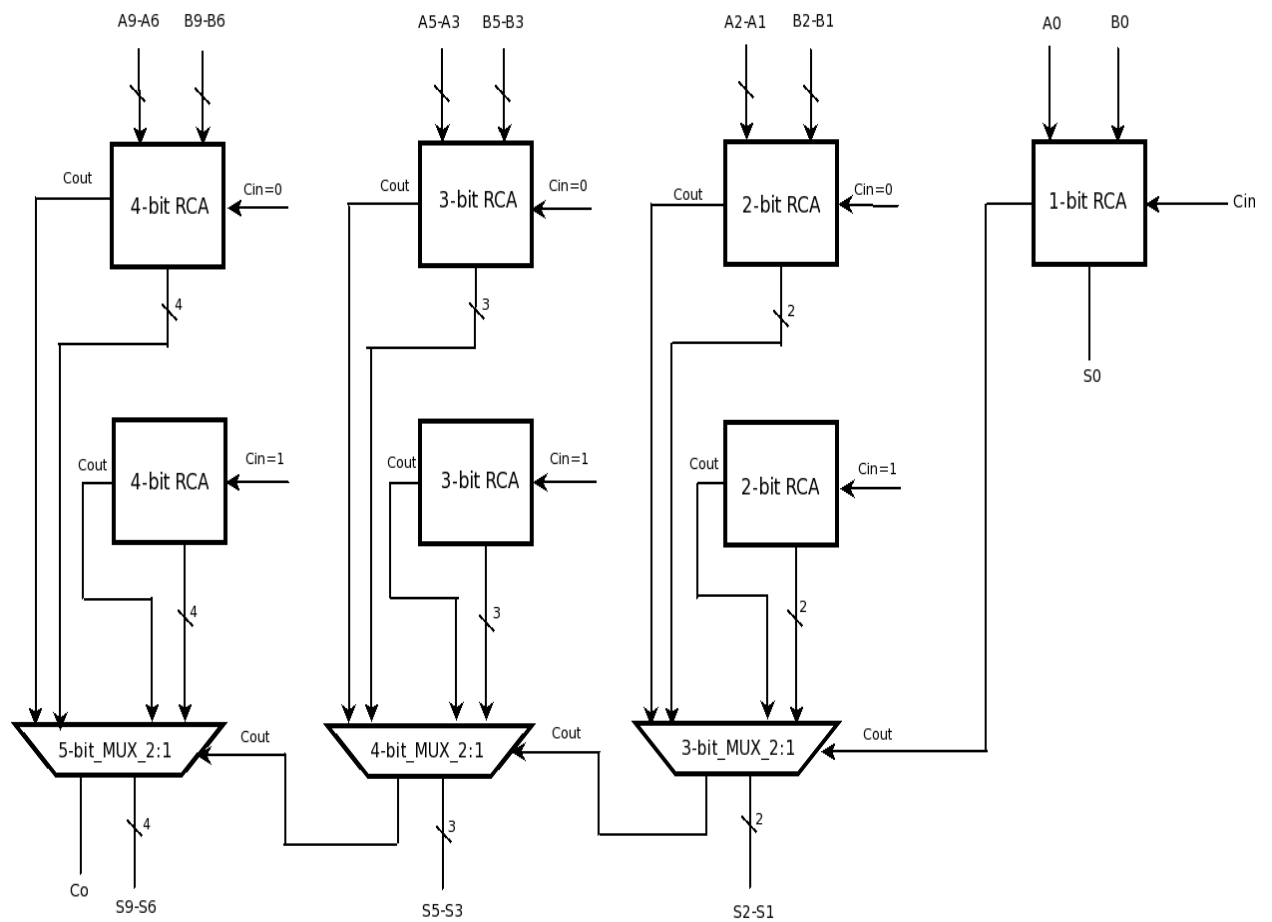 A9-A6
B9-B6
A5-A3
B5-B3
A2-A1
B2-B1
A0
B0
Cout
4-bit RCA
Cin=0
Cout
3-bit RCA
Cin=0
Cout
2-bit RCA
Cin=0
1-bit RCA
Cin
4
3
2
S0
Cout
4-bit RCA
Cin=1
Cout
3-bit RCA
Cin=1
Cout
2-bit RCA
Cin=1
4
3
2
5-bit_MUX_2:1
Cout
4-bit_MUX_2:1
Cout
3-bit_MUX_2:1
Cout
4
3
2
Co
S9-S6
S5-S3
S2-S1